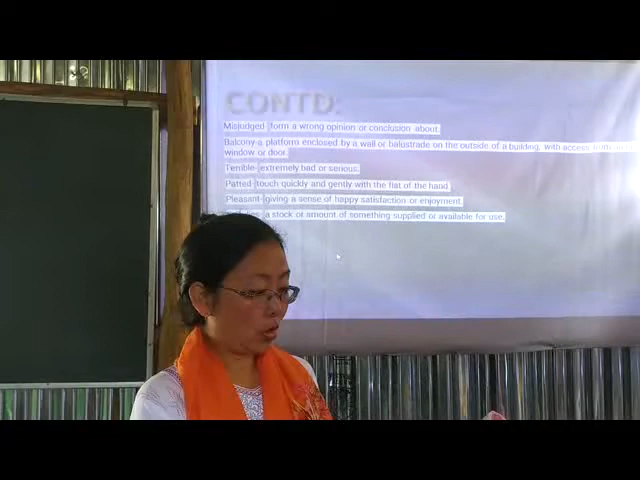 CONTD:
Misjudged-form a wrong opinion or conclusion about.
Balcony-a platform enclosed by a wall or balustrade on the outside of a building, with access
window or door.
Terrible-extremely bad or serious.
Patted-touch quickly and gently with the flat of the hand.
Pleasant-giving a sense of happy satisfaction or enjoyment.
a stock or amount of something supplied or available for use.